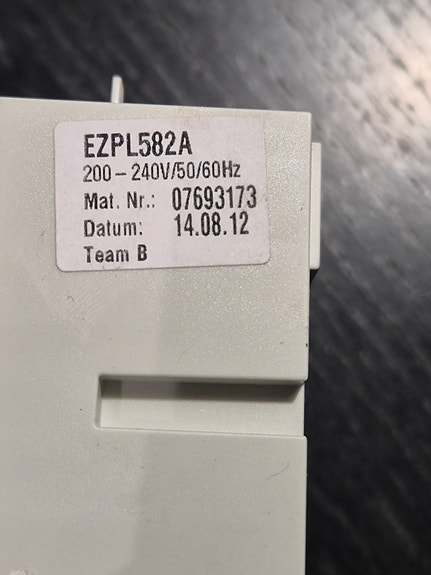 EZPL582A
200 – 240V/50/60Hz
Mat. Nr.: 07693173
Datum: 14.08.12
Team B